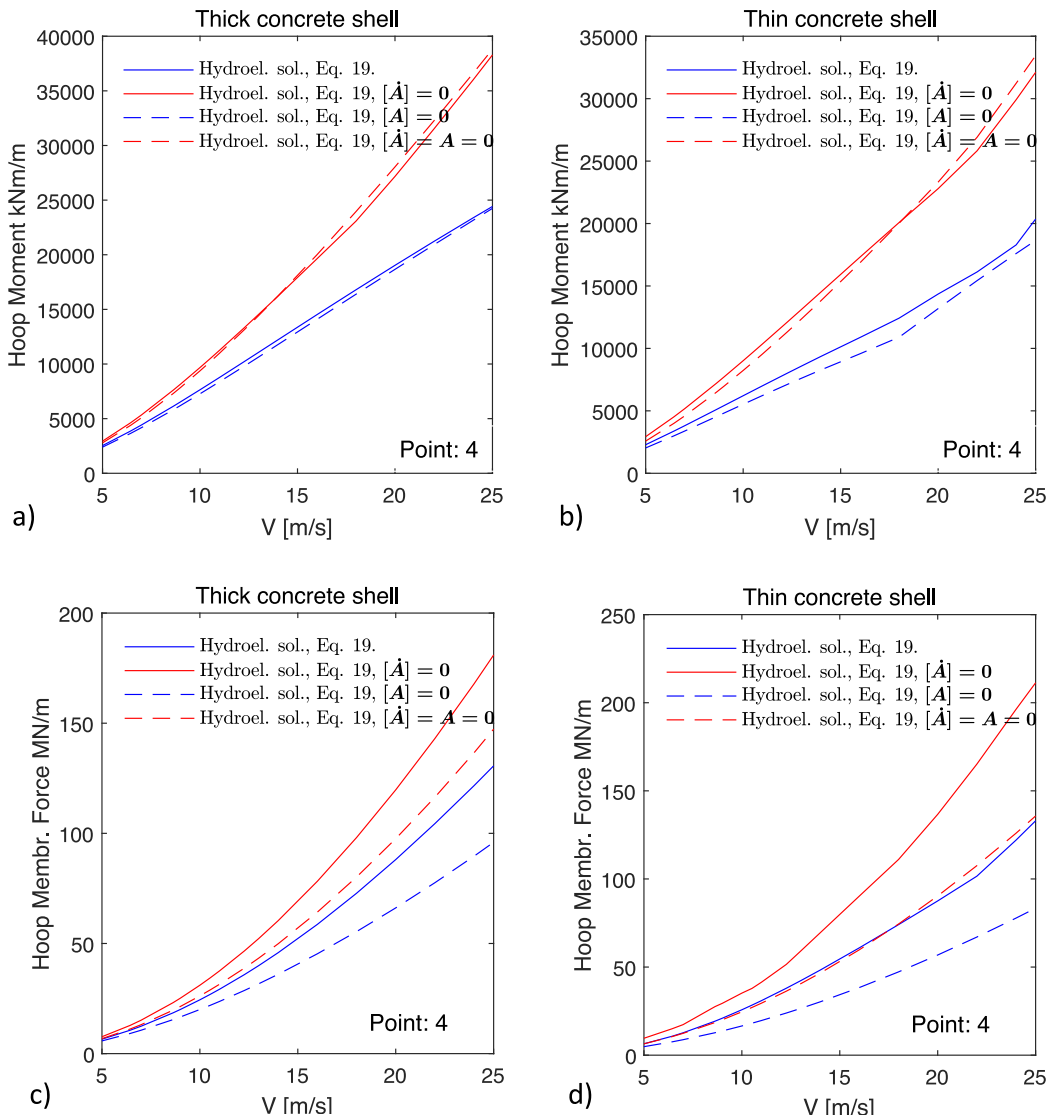 Thick concrete shell
40000
35000
30000
25000
20000
15000
10000
5000
0
Hoop Moment kNm/m
Hydroel. sol., Eq. 19.
Hydroel. sol., Eq. 19, [Ȧ] = 0
Hydroel. sol., Eq. 19, [A] = 0
Hydroel. sol., Eq. 19, [Ȧ] = A = 0
Point: 4
5 10 15 20 25
V [m/s]
a)
Thin concrete shell
35000
30000
25000
20000
15000
10000
5000
0
Hoop Moment kNm/m
Hydroel. sol., Eq. 19.
Hydroel. sol., Eq. 19, [Ȧ] = 0
Hydroel. sol., Eq. 19, [A] = 0
Hydroel. sol., Eq. 19, [Ȧ] = A = 0
Point: 4
5 10 15 20 25
V [m/s]
b)
Thick concrete shell
200
150
100
50
0
Hoop Membr. Force MN/m
Hydroel. sol., Eq. 19.
Hydroel. sol., Eq. 19, [Ȧ] = 0
Hydroel. sol., Eq. 19, [A] = 0
Hydroel. sol., Eq. 19, [Ȧ] = A = 0
Point: 4
5 10 15 20 25
V [m/s]
c)
Thin concrete shell
250
200
150
100
50
0
Hoop Membr. Force MN/m
Hydroel. sol., Eq. 19.
Hydroel. sol., Eq. 19, [Ȧ] = 0
Hydroel. sol., Eq. 19, [A] = 0
Hydroel. sol., Eq. 19, [Ȧ] = A = 0
Point: 4
5 10 15 20 25
V [m/s]
d)